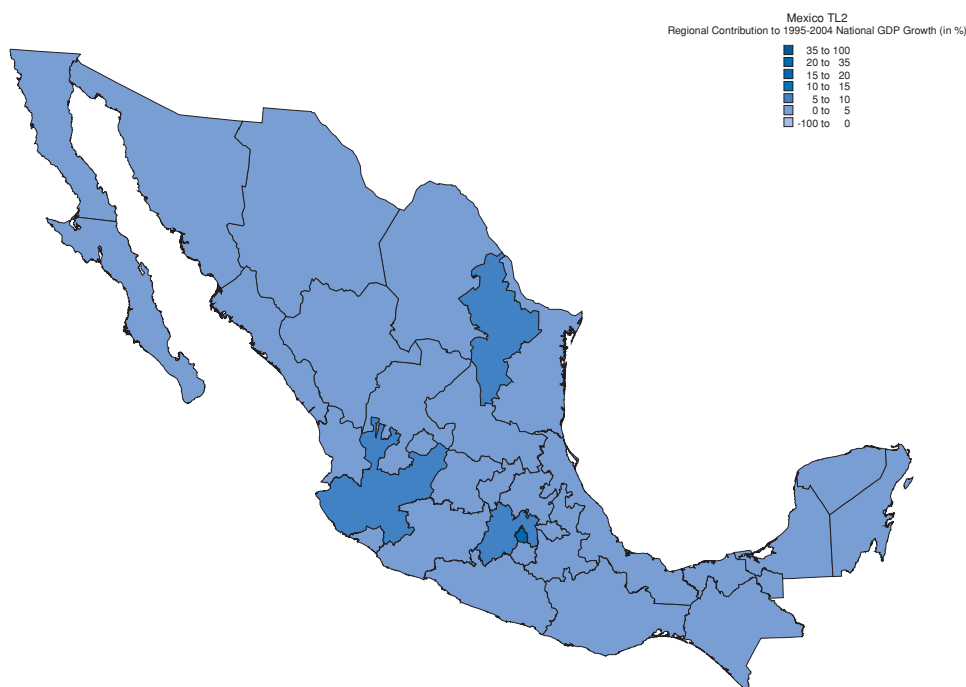 Mexico TL2
Regional Contribution to 1995-2004 National GDP Growth (in %)
35 to 100
20 to 35
15 to 20
10 to 15
5 to 10
0 to 5
-100 to 0